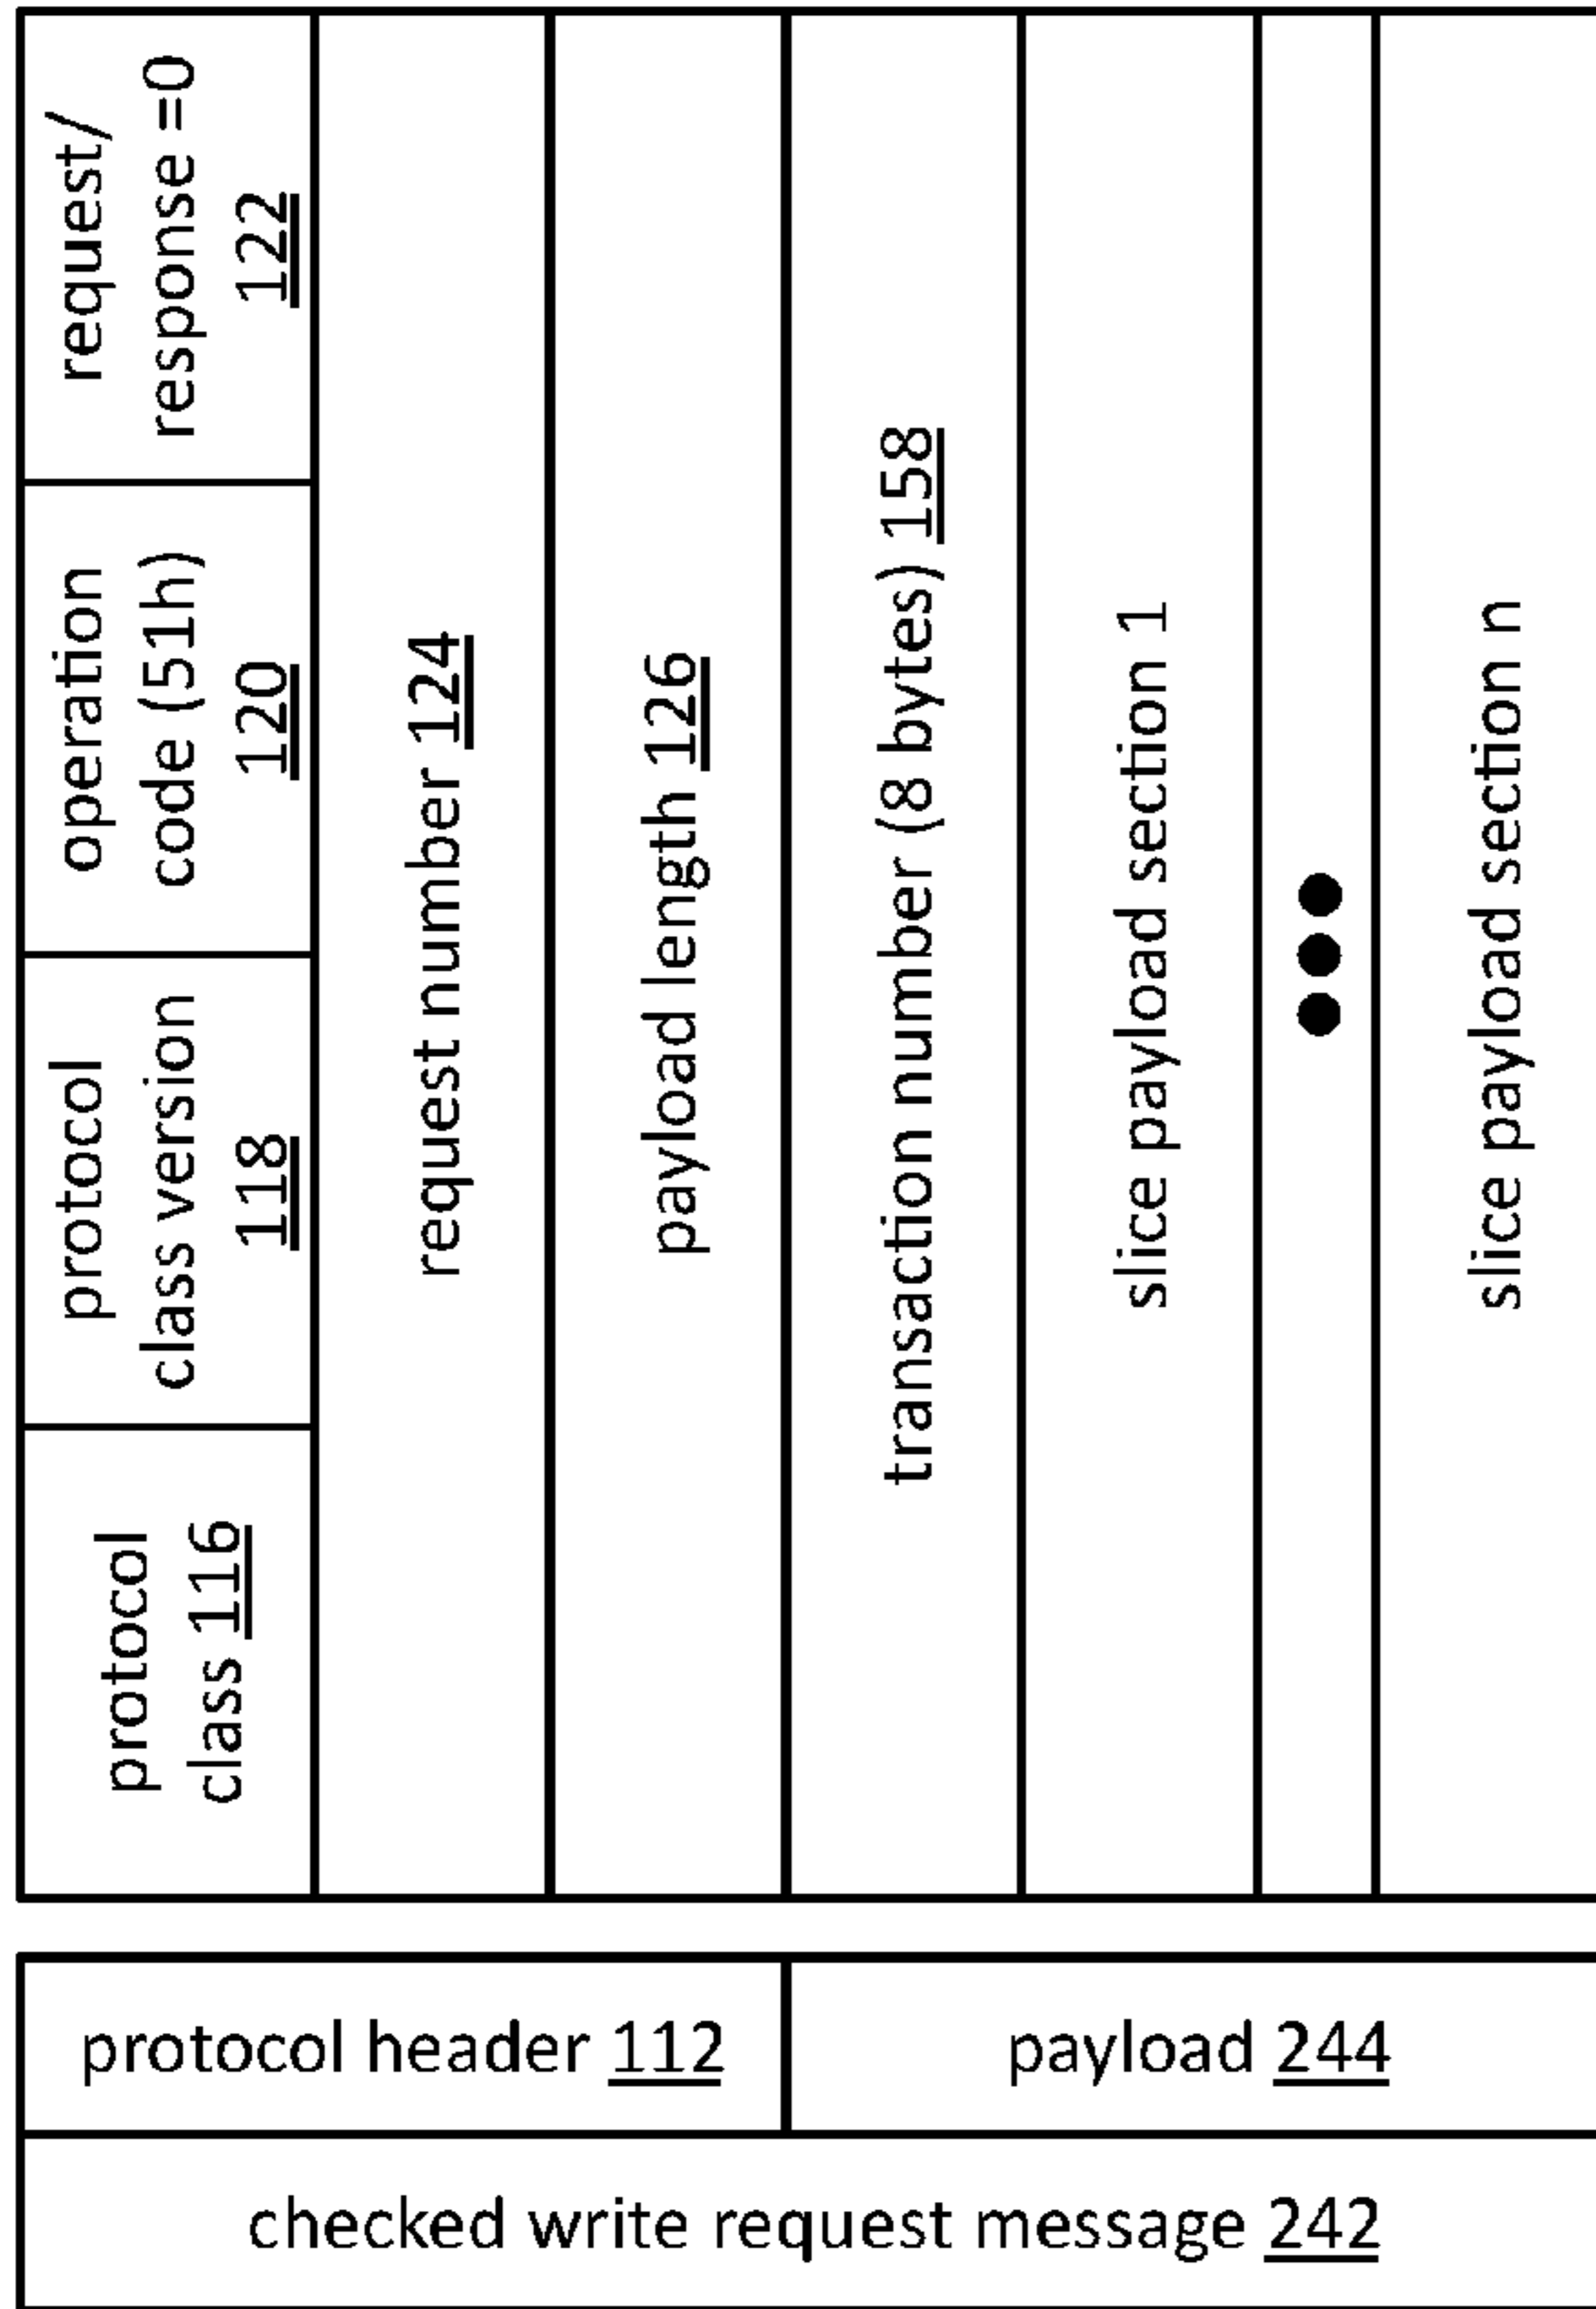 protocol
class 116
protocol
class version
118
operation
code (51h)
120
request/
response =0
122
request number 124
payload length 126
transaction number (8 bytes) 158
slice payload section 1
slice payload section n
protocol header 112
payload 244
checked write request message 242